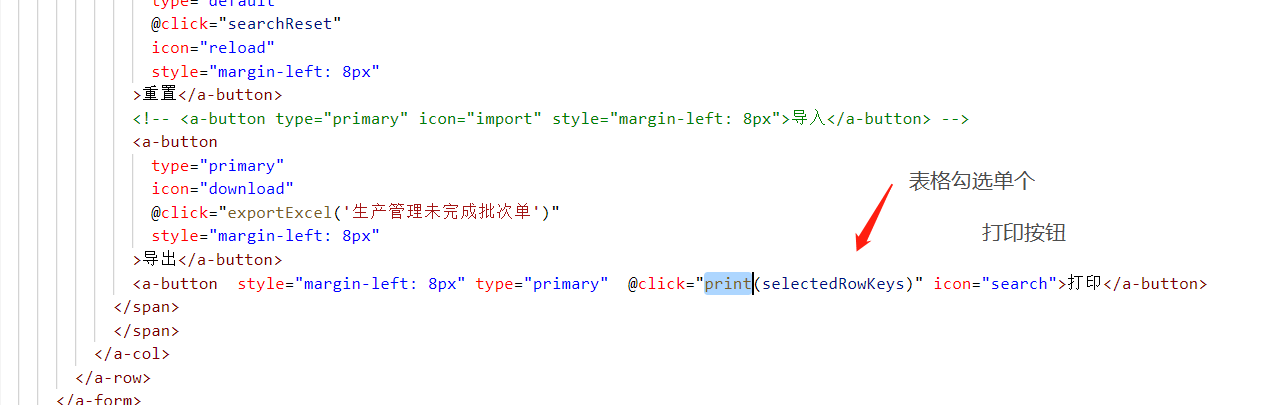 type="default"
@click="searchReset"
icon="reload"
style="margin-left: 8px"
>重置</a-button>
<!-- <a-button type="primary" icon="import" style="margin-left: 8px">导入</a-button> -->
<a-button
type="primary"
icon="download"
表格勾选单个
@click="exportExcel('生产管理未完成批次单')"
打印按钮
style="margin-left: 8px"
>导出</a-button>
<a-button  style="margin-left: 8px" type="primary"  @click="print(selectedRowKeys)" icon="search">打印</a-button>
</span>
</span>
</a-col>
</a-row>
</a-form>